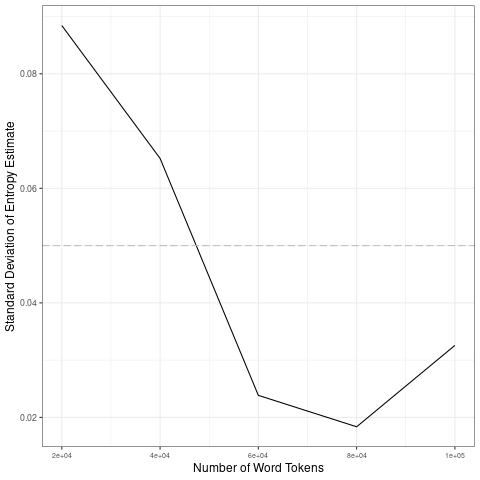 Standard Deviation of Entropy Estimate
0.08
0.06
0.04
0.02
2e+04 4e+04 6e+04 8e+04 1e+05
Number of Word Tokens